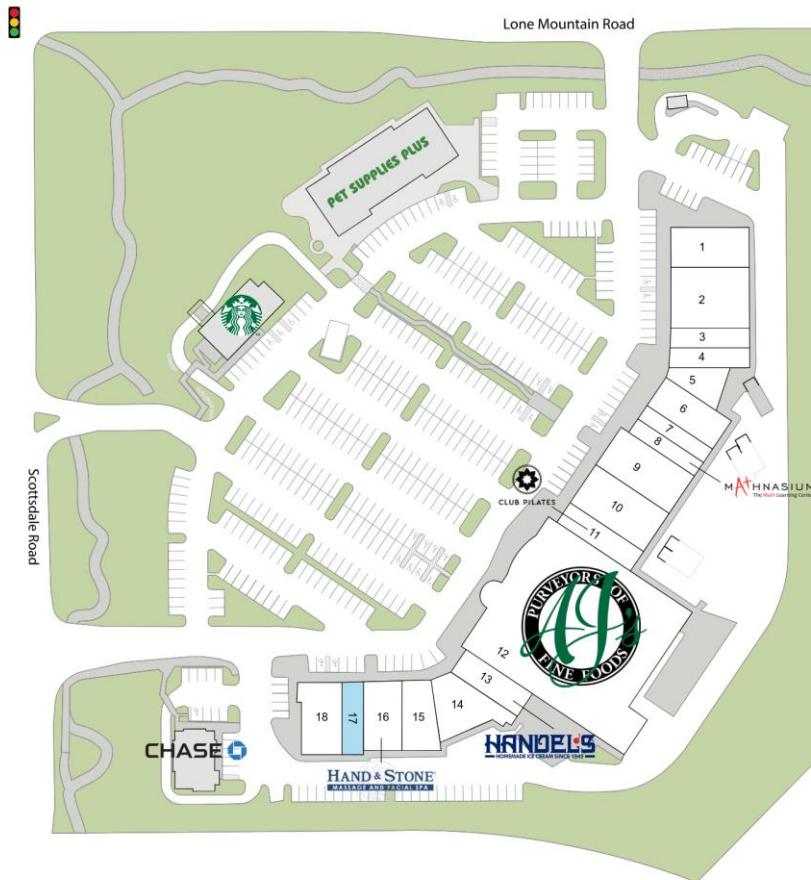 Lone Mountain Road
PET SUPPLIES PLUS
1
2
3
4
5
6
7
8
9
MATHNASIUM
The Math Learning Center
10
CLUB PILATES
11
Scottsdale Road
PURVEYORS OF
AJ's
FINE FOODS
12
13
14
15
16
17
18
CHASE
HANDEL'S
HOMEMADE ICE CREAM SINCE 1945
HAND & STONE
MASSAGE AND FACIAL SPA